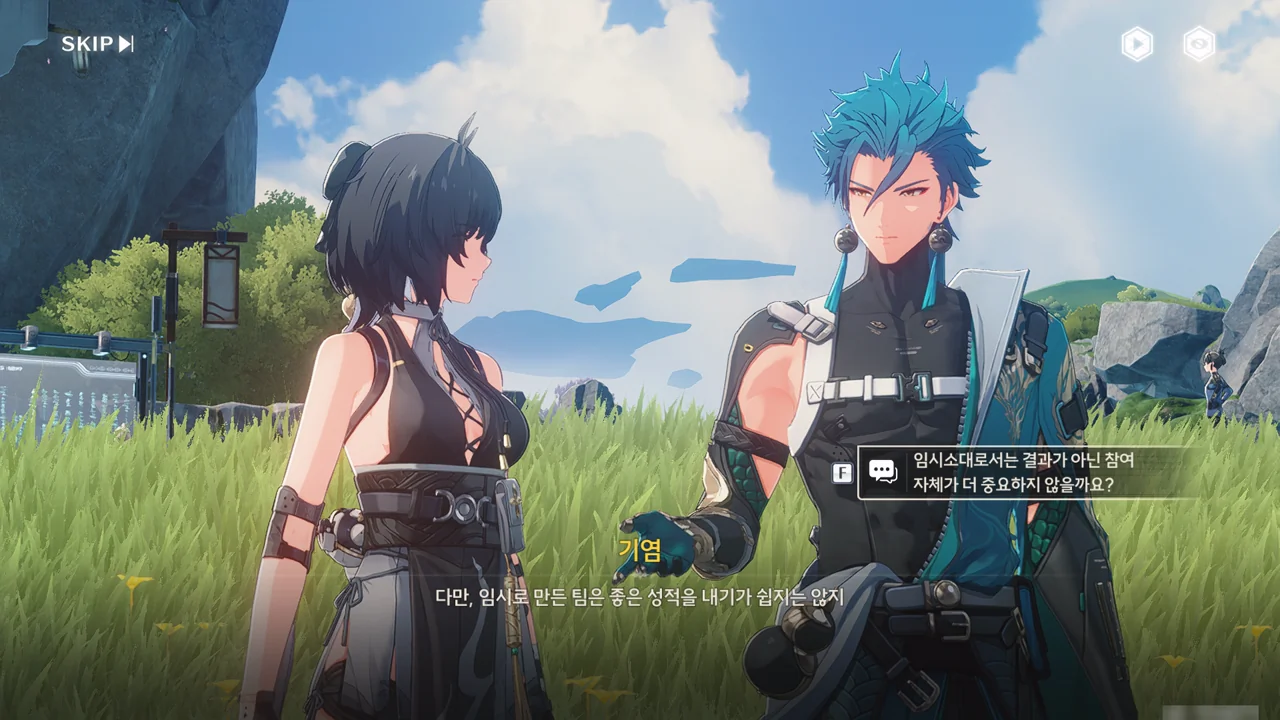 SKIP
F
임시소대로서는 결과가 아닌 참여
자체가 더 중요하지 않을까요?
기염
다만, 임시로 만든 팀은 좋은 성적을 내기가 쉽지는 않지